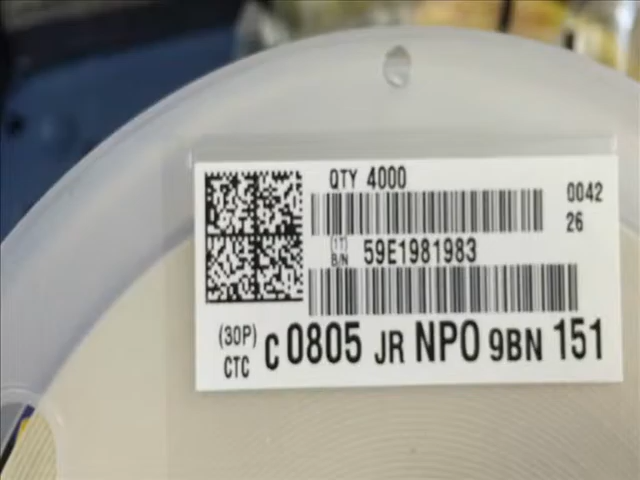 QTY 4000
0042
26
(1T)
B/N 59E1981983
(30P)
CTC C 0805 JR NPO 9BN 151